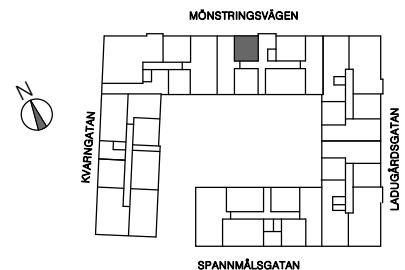 MÖNSTRINGSVÄGEN
N
KVARNGATAN
LADUGÅRDSGATAN
SPANNMÅLSGATAN